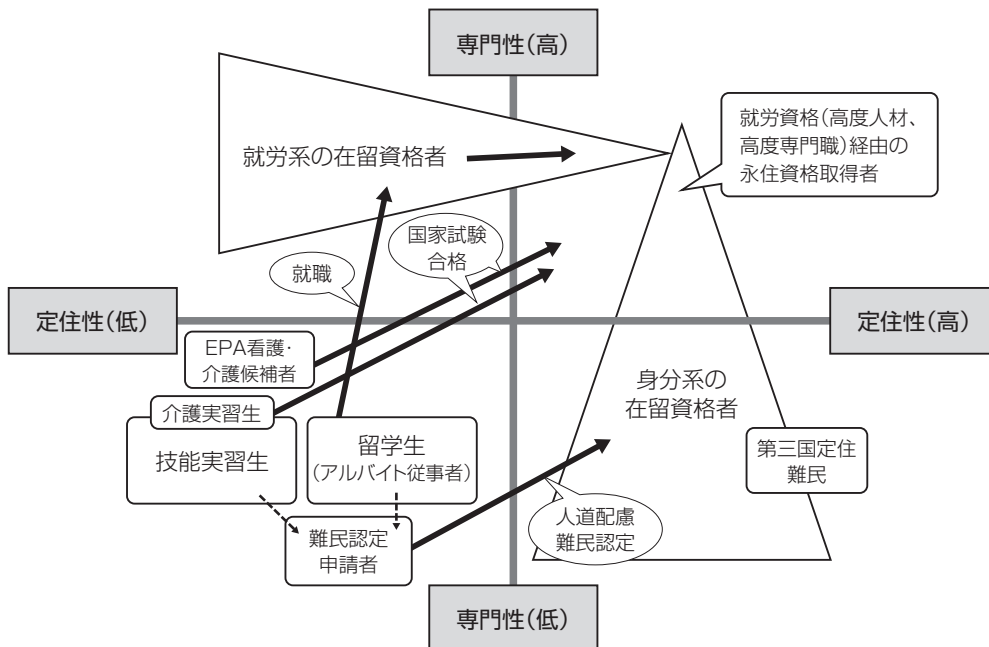 専門性(高)
就労資格(高度人材、
高度専門職)経由の
永住資格取得者
就労系の在留資格者
国家試験
合格
就職
定住性(低)
定住性(高)
EPA看護・
介護候補者
身分系の
在留資格者
介護実習生
技能実習生
留学生
(アルバイト従事者)
第三国定住
難民
人道配慮
難民認定
難民認定
申請者
専門性(低)